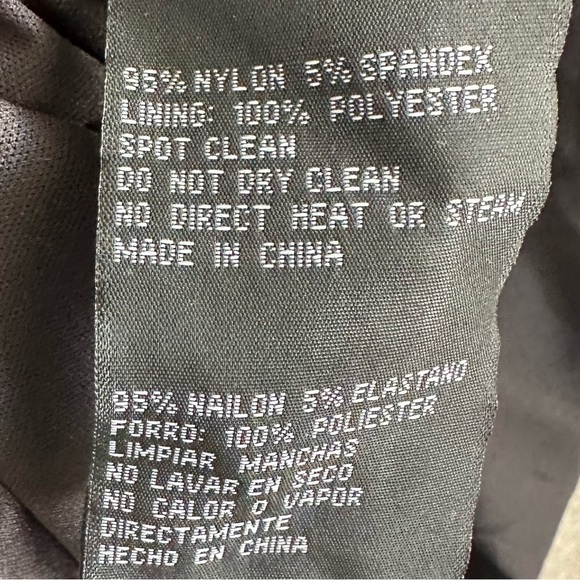 95% NYLON 5% SPANDEX
LINING: 100% POLYESTER
SPOT CLEAN
DO NOT DRY CLEAN
NO DIRECT HEAT OR STEAM
MADE IN CHINA
95% NAILON 5% ELASTANO
FORRO: 100% POLIESTER
LIMPIAR MANCHAS
NO LAVAR EN SECO
NO CALOR O VAPOR
DIRECTAMENTE
HECHO EN CHINA